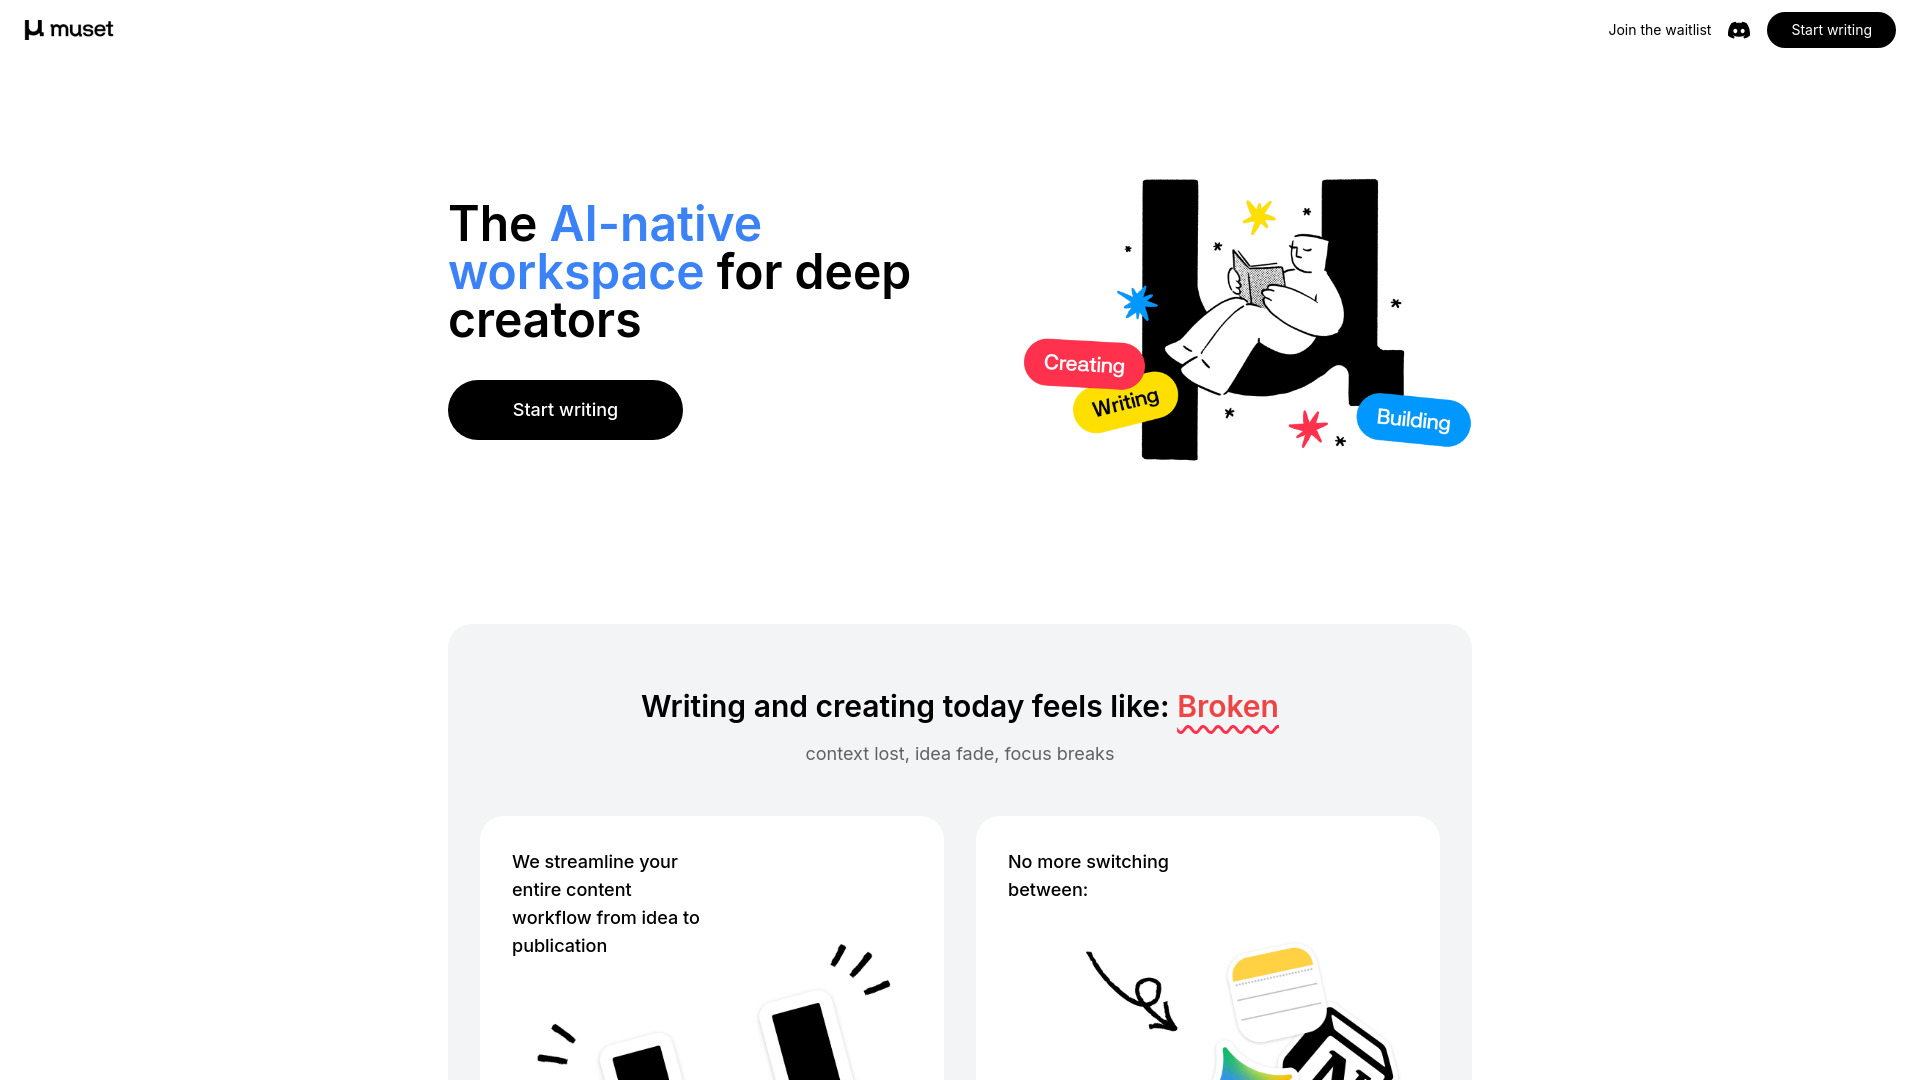 muset
Join the waitlist
Start writing
The AI-native
workspace for deep
creators
Start writing
Creating
Writing
Building
Writing and creating today feels like: Broken
context lost, idea fade, focus breaks
We streamline your
entire content
workflow from idea to
publication
No more switching
between: